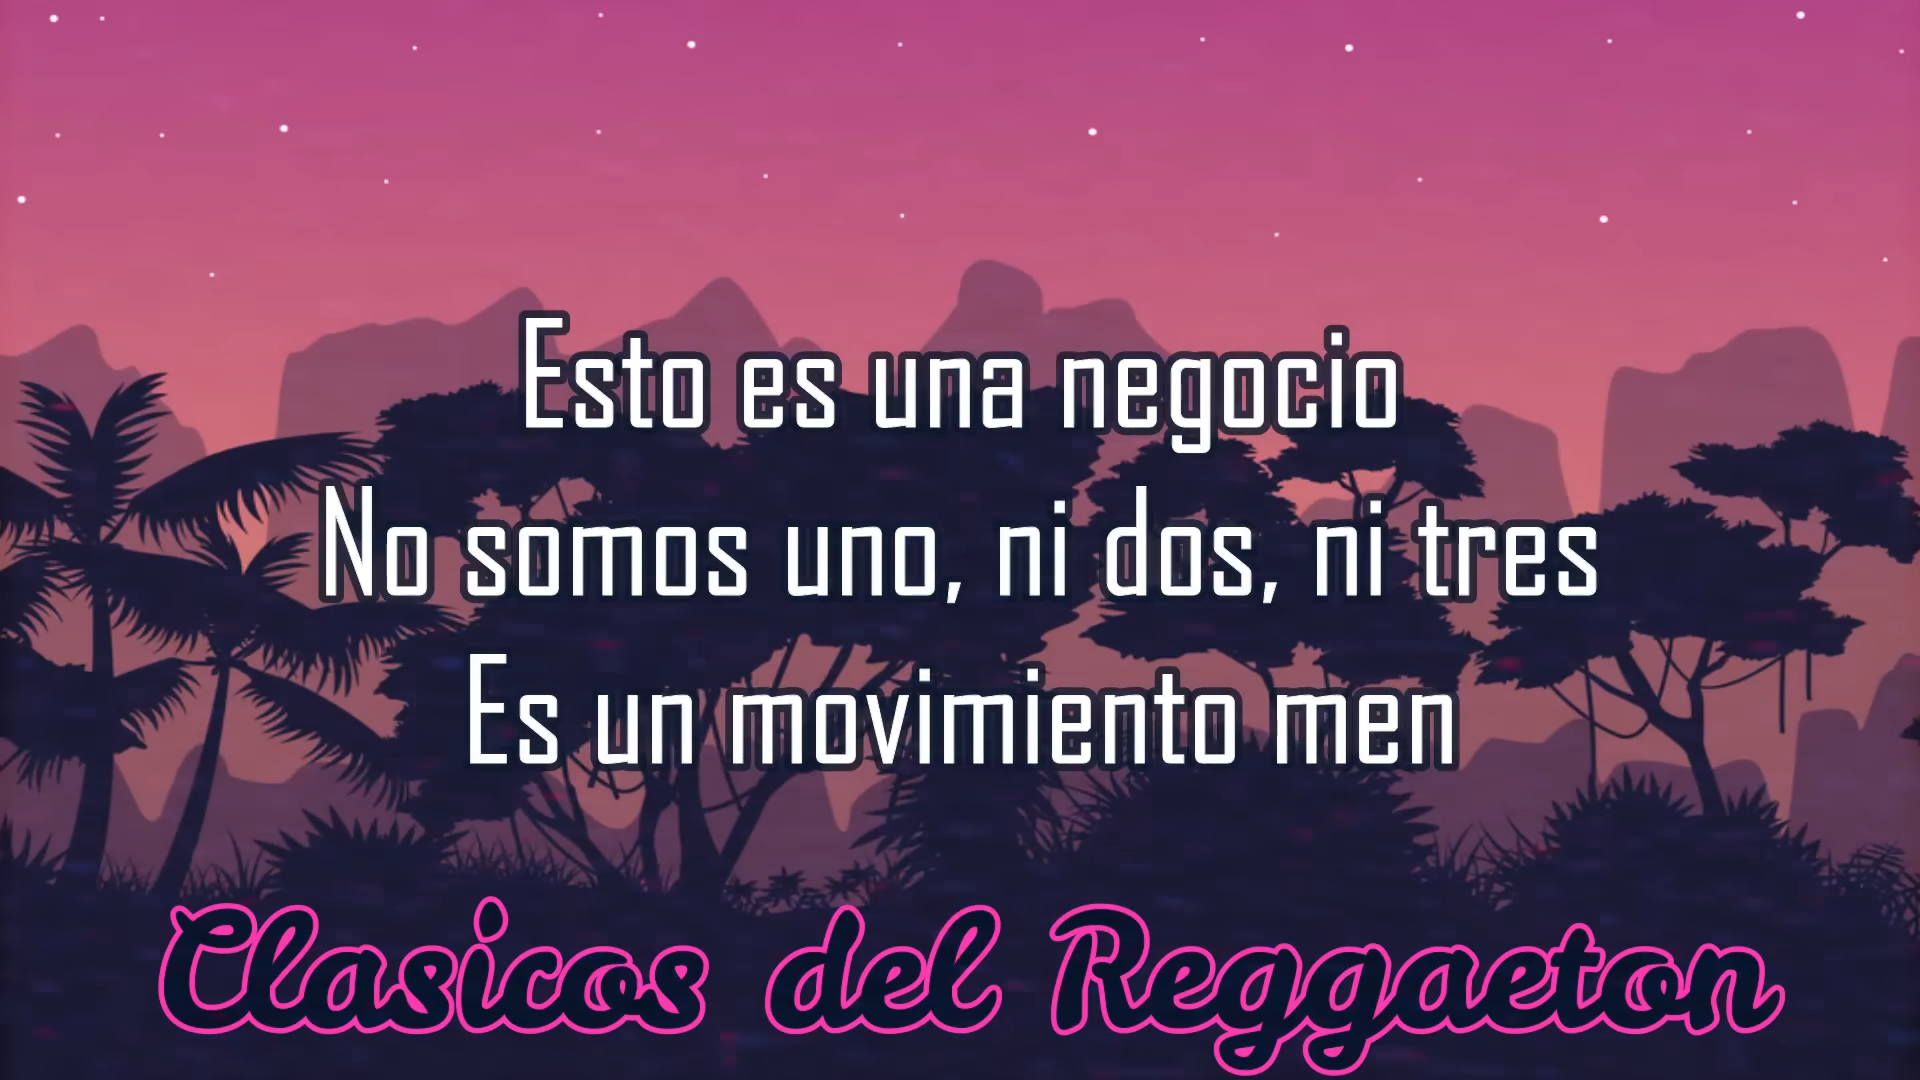 Esto es una negocio
No somos uno, ni dos, ni tres
Es un movimiento men
Clasicos del Reggaeton